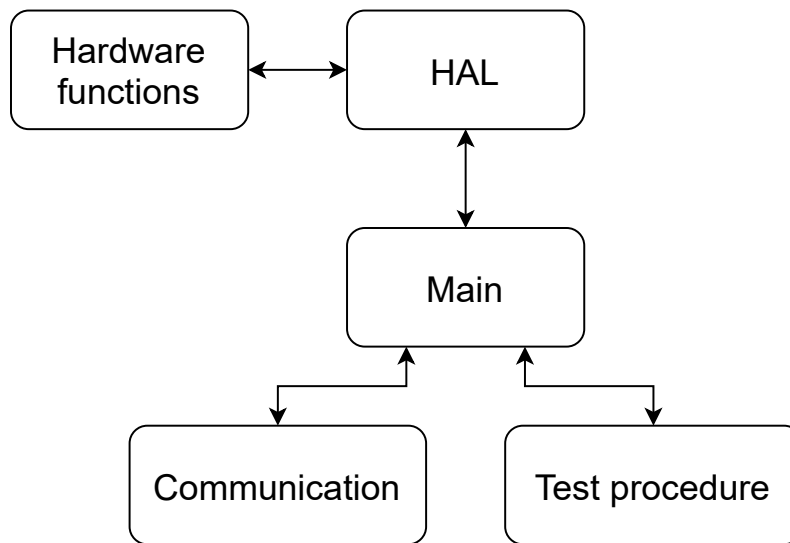 Hardware
functions
HAL
Main
Communication
Test procedure